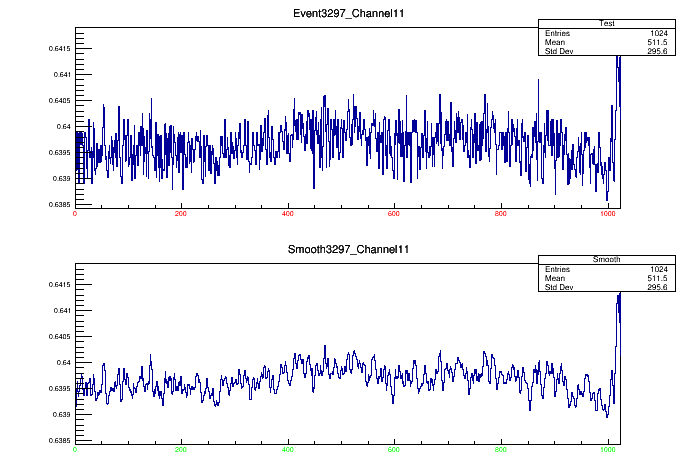 Event3297_Channel11
Test
Entries 1024
Mean 511.5
Std Dev 295.6
0.6415
0.641
0.6405
0.64
0.6395
0.639
0.6385
0 200 400 600 800 1000
Smooth3297_Channel11
Smooth
Entries 1024
Mean 511.5
Std Dev 295.6
0.6415
0.641
0.6405
0.64
0.6395
0.639
0.6385
0 200 400 600 800 1000